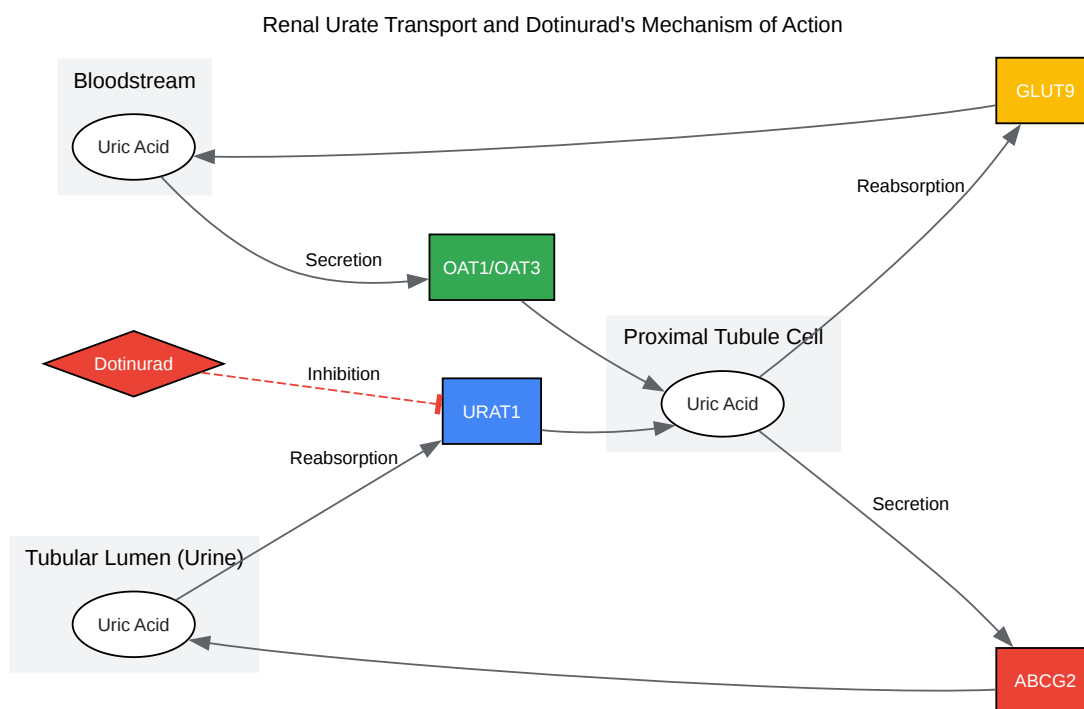 Renal Urate Transport and Dotinurad's Mechanism of Action
Bloodstream
Uric Acid
GLUT9
Reabsorption
Secretion
OAT1/OAT3
Proximal Tubule Cell
Uric Acid
Dotinurad
Inhibition
URAT1
Reabsorption
Secretion
Tubular Lumen (Urine)
Uric Acid
ABCG2